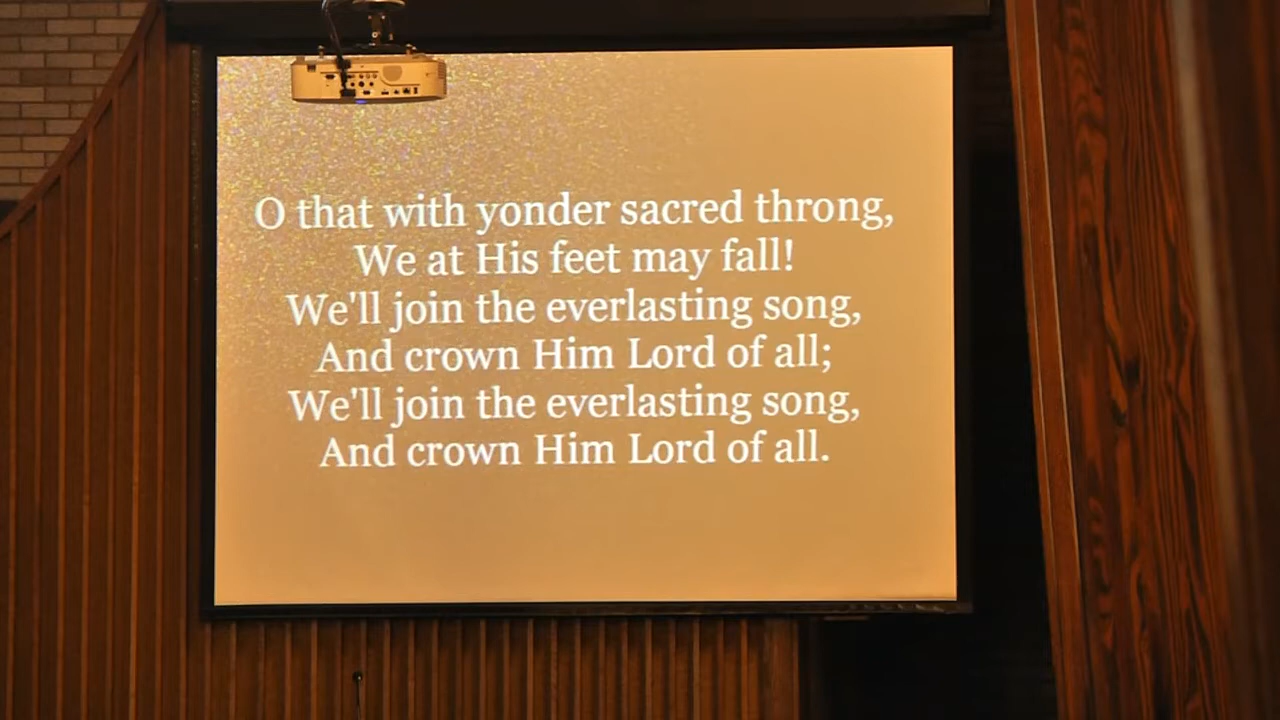 O that with yonder sacred throng,
We at His feet may fall!
We'll join the everlasting song,
And crown Him Lord of all;
We'll join the everlasting song,
And crown Him Lord of all.